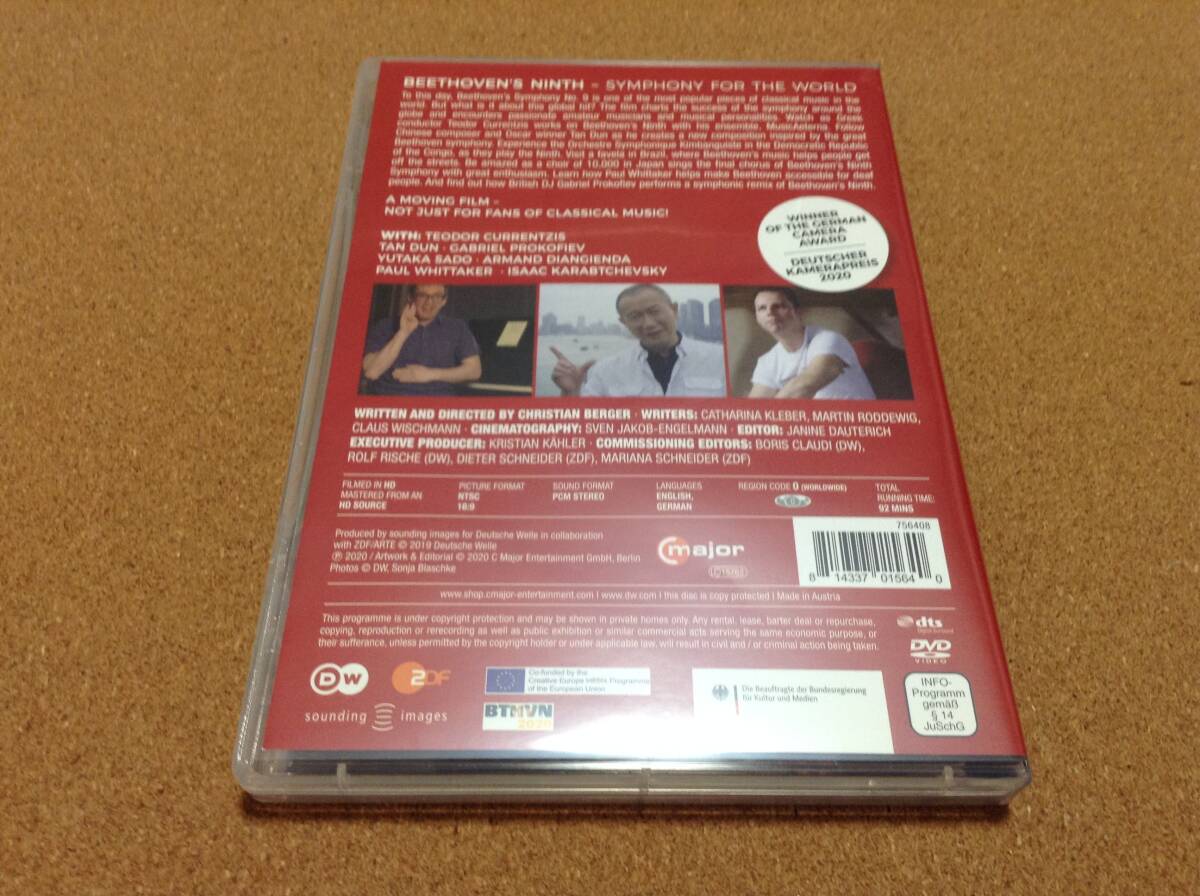 BEETHOVEN'S NINTH – SYMPHONY FOR THE WORLD
To this day, Beethoven's Symphony No. 9 is one of the most popular pieces of classical music in the
world. But what is it about this global hit? The film charts the success of the symphony around the
globe and encounters passionate amateur musicians and musical personalities. Watch as Greek
conductor Teodor Currentzis works on Beethoven's Ninth with his ensemble, MusicAeterna. Follow
Chinese composer and Oscar winner Tan Dun as he creates a new composition inspired by the great
Beethoven symphony. Experience the Orchestre Symphonique Kimbanguiste in the Democratic Republic
of the Congo, as they play the Ninth. Visit a favela in Brazil, where Beethoven's music helps people get
off the streets. Be amazed as a choir of 10.000 in Japan sings the final chorus of Beethoven's Ninth
Symphony with great enthusiasm. Learn how Paul Whittaker helps make Beethoven accessible for deaf
people. And find out how British DJ Gabriel Prokofiev performs a symphonic remix of Beethoven's Ninth.
A MOVING FILM –
NOT JUST FOR FANS OF CLASSICAL MUSIC!
WITH: TEODOR CURRENTZIS
TAN DUN · GABRIEL PROKOFIEV
YUTAKA SADO · ARMAND DIANGIENDA
PAUL WHITTAKER · ISAAC KARABTCHEVSKY
WINNER
OF THE GERMAN
CAMERA
AWARD
DEUTSCHER
KAMERAPREIS
2020
WRITTEN AND DIRECTED BY CHRISTIAN BERGER · WRITERS: CATHARINA KLEBER, MARTIN RODDEWIG,
CLAUS WISCHMANN · CINEMATOGRAPHY: SVEN JAKOB-ENGELMANN · EDITOR: JANINE DAUTERICH
EXECUTIVE PRODUCER: KRISTIAN KÄHLER · COMMISSIONING EDITORS: BORIS CLAUDI (DW),
ROLF RISCHE (DW), DIETER SCHNEIDER (ZDF), MARIANA SCHNEIDER (ZDF)
FILMED IN HD
MASTERED FROM AN
HD SOURCE
PICTURE FORMAT
NTSC
16:9
SOUND FORMAT
PCM STEREO
LANGUAGES
ENGLISH,
GERMAN
REGION CODE 0 (WORLDWIDE)
TOTAL
RUNNING TIME:
92 MINS
Produced by sounding images for Deutsche Welle in collaboration
with ZDF/ARTE © 2019 Deutsche Welle
℗ 2020 / Artwork & Editorial © 2020 C Major Entertainment GmbH, Berlin
Photos © DW, Sonja Blaschke
C major
756408
8 14337 01564 0
www.shop.cmajor-entertainment.com | www.dw.com | this disc is copy protected | Made in Austria
This programme is under copyright protection and may be shown in private homes only. Any rental, lease, barter deal or repurchase,
copying, reproduction or rerecording as well as public exhibition or similar commercial acts serving the same economic purpose, or
their sufferance, unless permitted by the copyright holder or under applicable law, will result in civil and / or criminal action being taken.
dts
DVD
VIDEO
DW
ZDF
sounding images
Co-funded by the
Creative Europe MEDIA Programme
of the European Union
BTHVN
2020
Die Beauftragte der Bundesregierung
für Kultur und Medien
INFO-
Programm
gemäß
§ 14
JuSchG